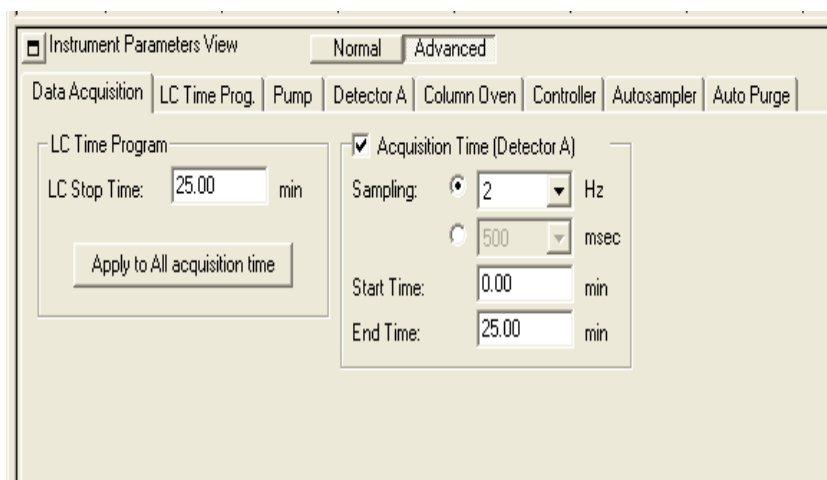 Instrument Parameters View Normal Advanced
Data Acquisition LC Time Prog. Pump Detector A Column Oven Controller Autosampler Auto Purge
LC Time Program
LC Stop Time: 25.00 min
Apply to All acquisition time
Acquisition Time (Detector A)
Sampling: 2 Hz
500 msec
Start Time: 0.00 min
End Time: 25.00 min